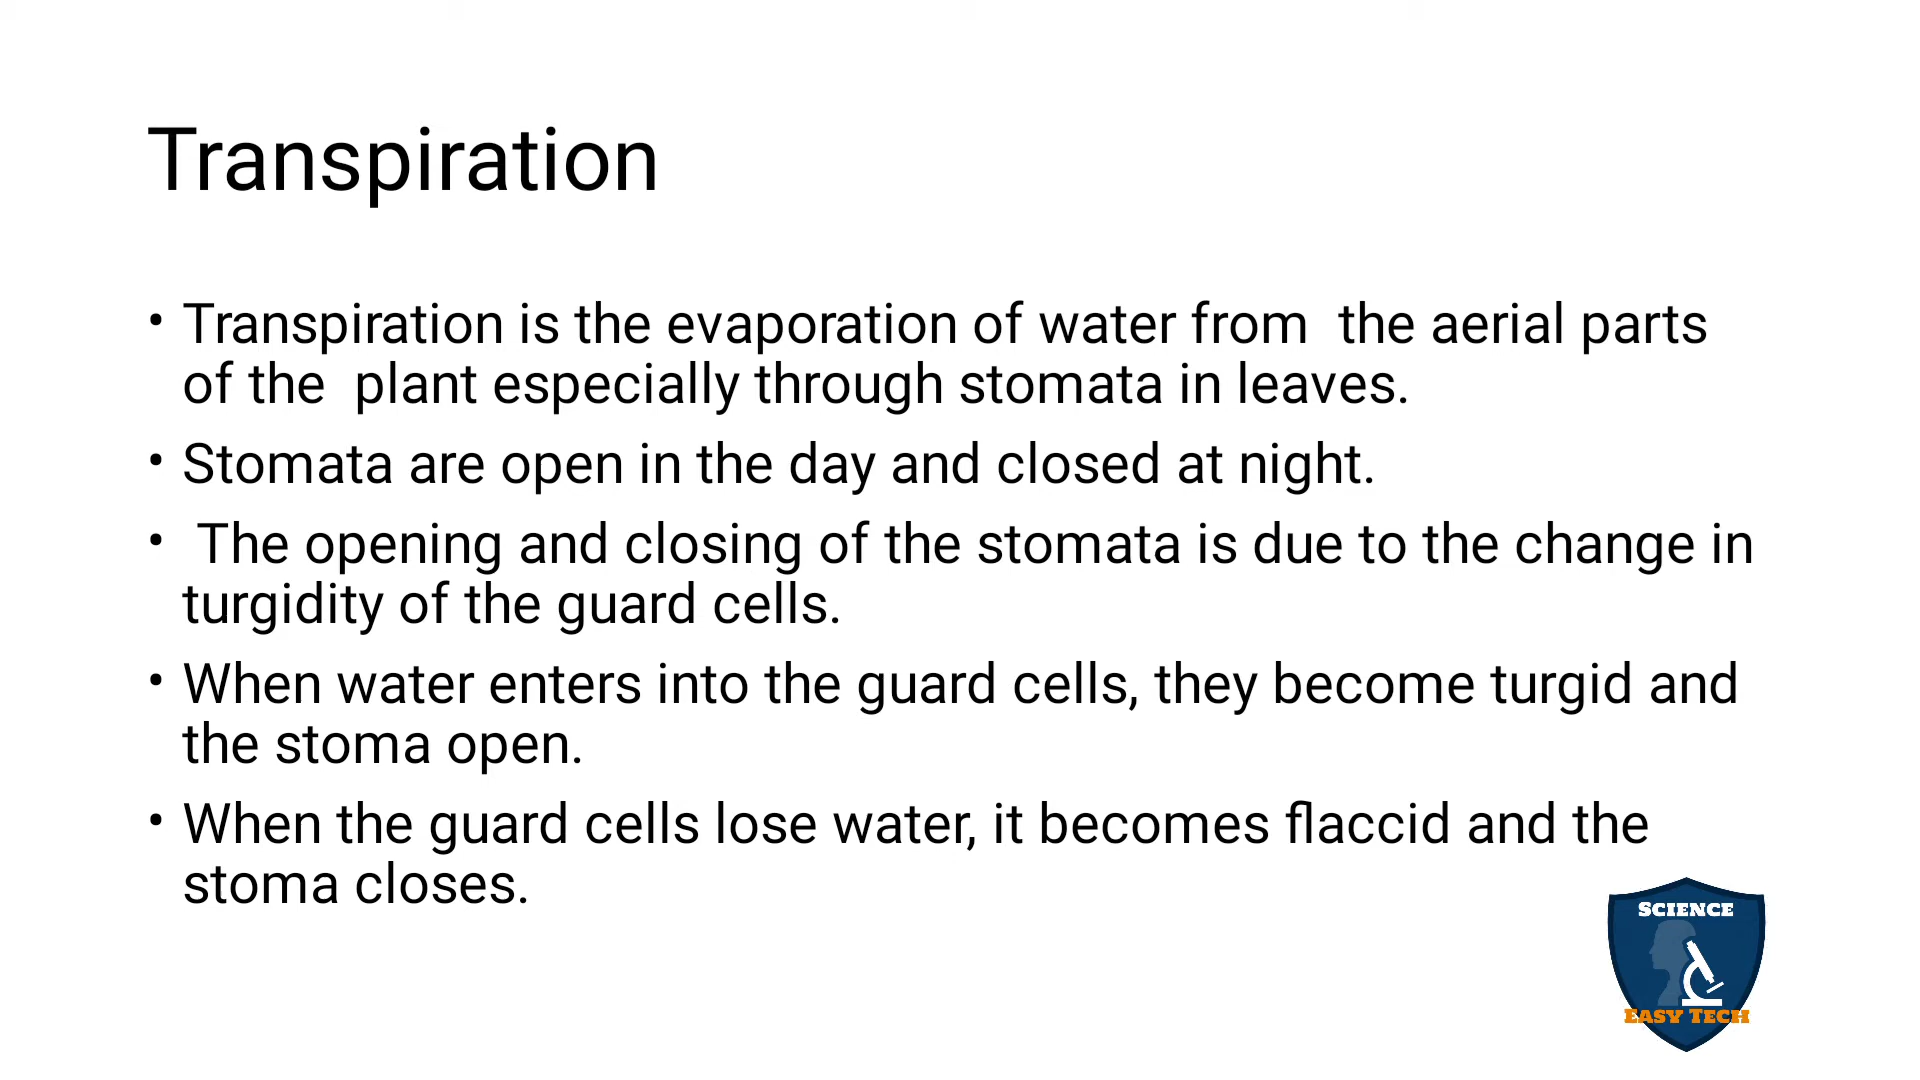 Transpiration
• Transpiration is the evaporation of water from  the aerial parts
of the  plant especially through stomata in leaves.
• Stomata are open in the day and closed at night.
•  The opening and closing of the stomata is due to the change in
turgidity of the guard cells.
• When water enters into the guard cells, they become turgid and
the stoma open.
• When the guard cells lose water, it becomes flaccid and the
stoma closes.
SCIENCE
EASY TECH